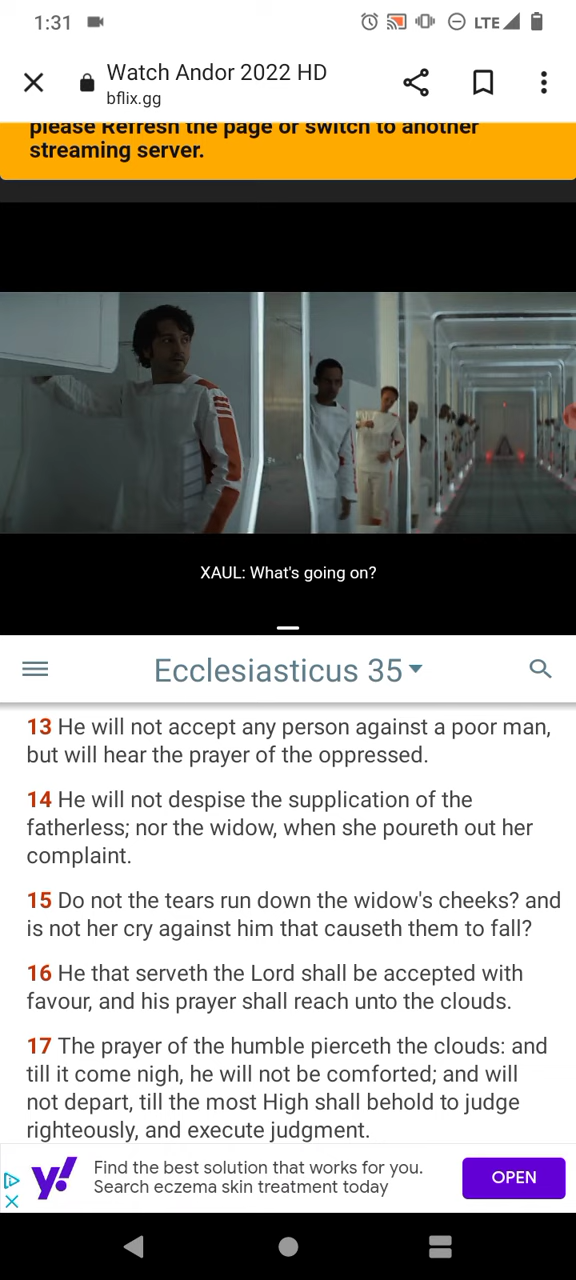 1:31
LTE
Watch Andor 2022 HD
bflix.gg
please Refresh the page or switch to another
streaming server.
XAUL: What's going on?
Ecclesiasticus 35
13 He will not accept any person against a poor man,
but will hear the prayer of the oppressed.
14 He will not despise the supplication of the
fatherless; nor the widow, when she poureth out her
complaint.
15 Do not the tears run down the widow's cheeks? and
is not her cry against him that causeth them to fall?
16 He that serveth the Lord shall be accepted with
favour, and his prayer shall reach unto the clouds.
17 The prayer of the humble pierceth the clouds: and
till it come nigh, he will not be comforted; and will
not depart, till the most High shall behold to judge
righteously, and execute judgment.
y!
Find the best solution that works for you.
Search eczema skin treatment today
OPEN